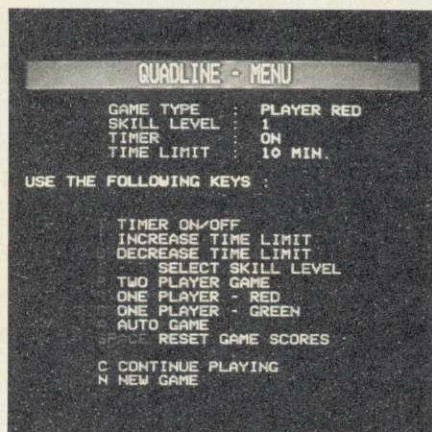 QUADLINE - MENU
GAME TYPE : PLAYER RED
SKILL LEVEL : 1
TIMER : ON
TIME LIMIT : 10 MIN.
USE THE FOLLOWING KEYS :
TIMER ON/OFF
INCREASE TIME LIMIT
DECREASE TIME LIMIT
SELECT SKILL LEVEL
TWO PLAYER GAME
ONE PLAYER - RED
ONE PLAYER - GREEN
AUTO GAME
SPACE RESET GAME SCORES
C CONTINUE PLAYING
N NEW GAME